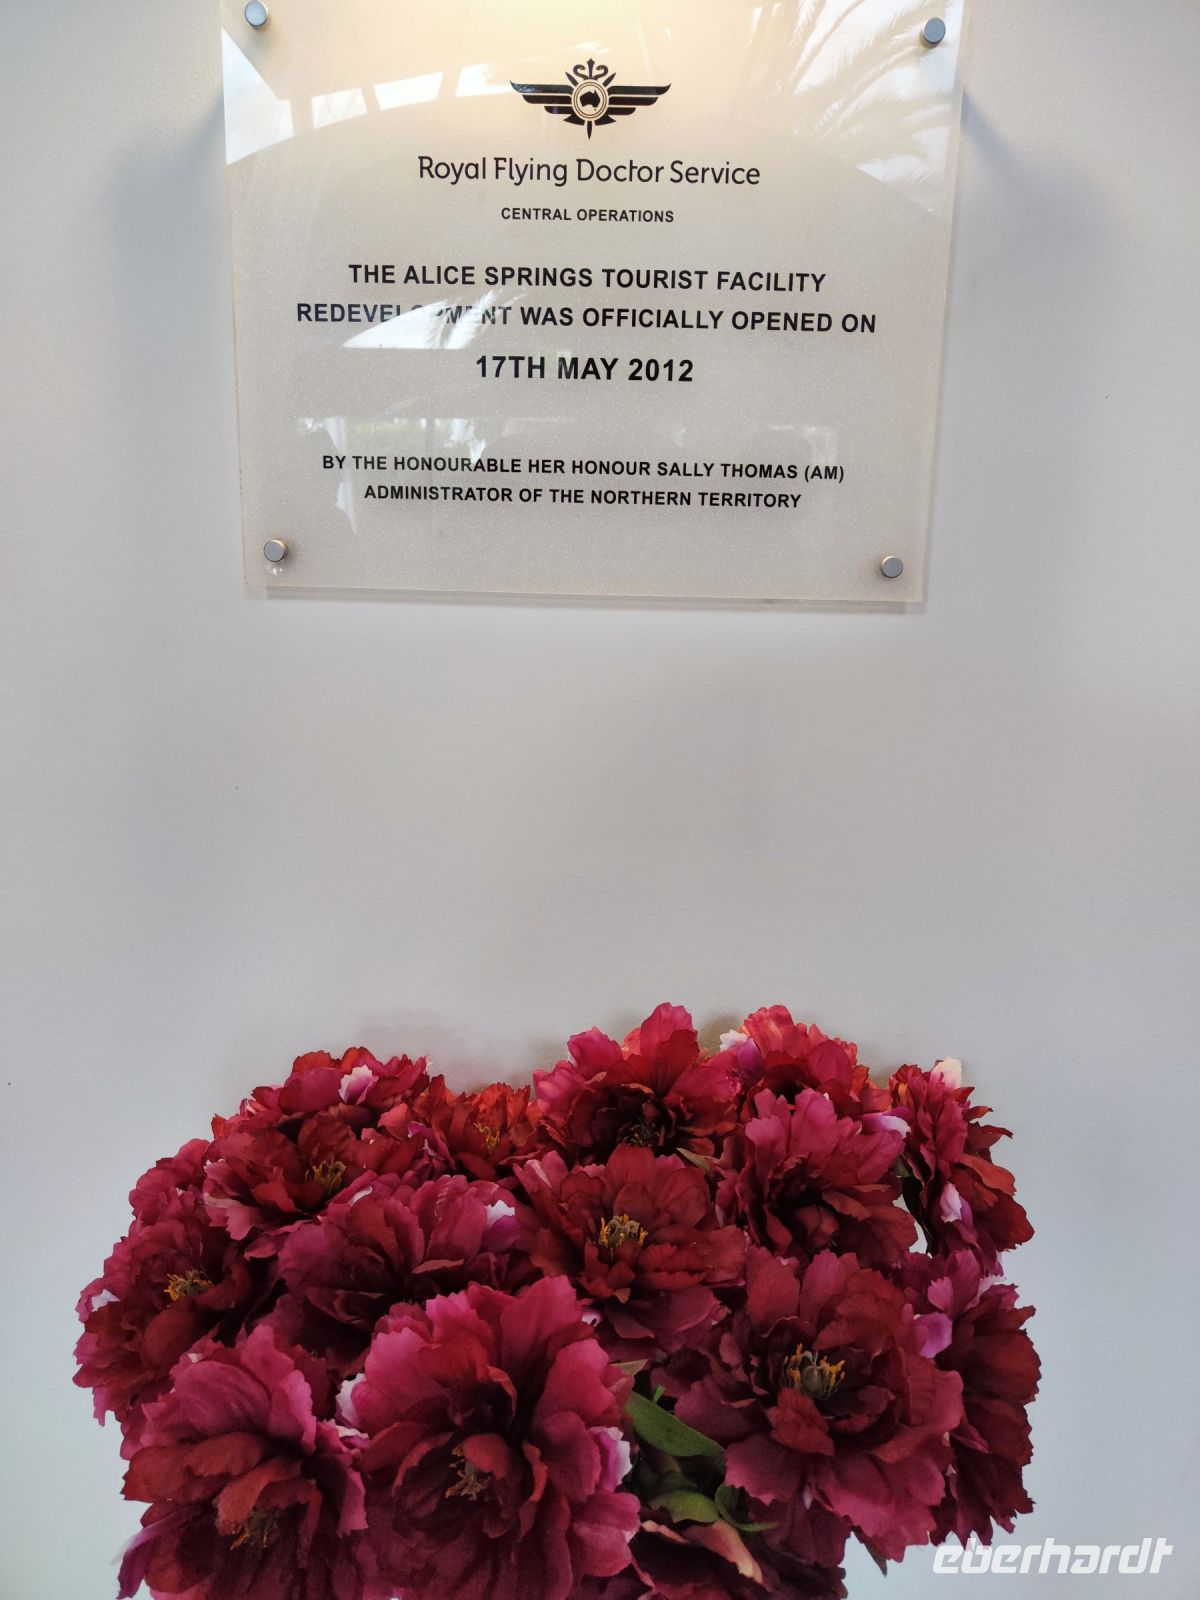 Royal Flying Doctor Service
CENTRAL OPERATIONS
THE ALICE SPRINGS TOURIST FACILITY
REDEVELOPMENT WAS OFFICIALLY OPENED ON
17TH MAY 2012
BY THE HONOURABLE HER HONOUR SALLY THOMAS (AM)
ADMINISTRATOR OF THE NORTHERN TERRITORY
eberhardt